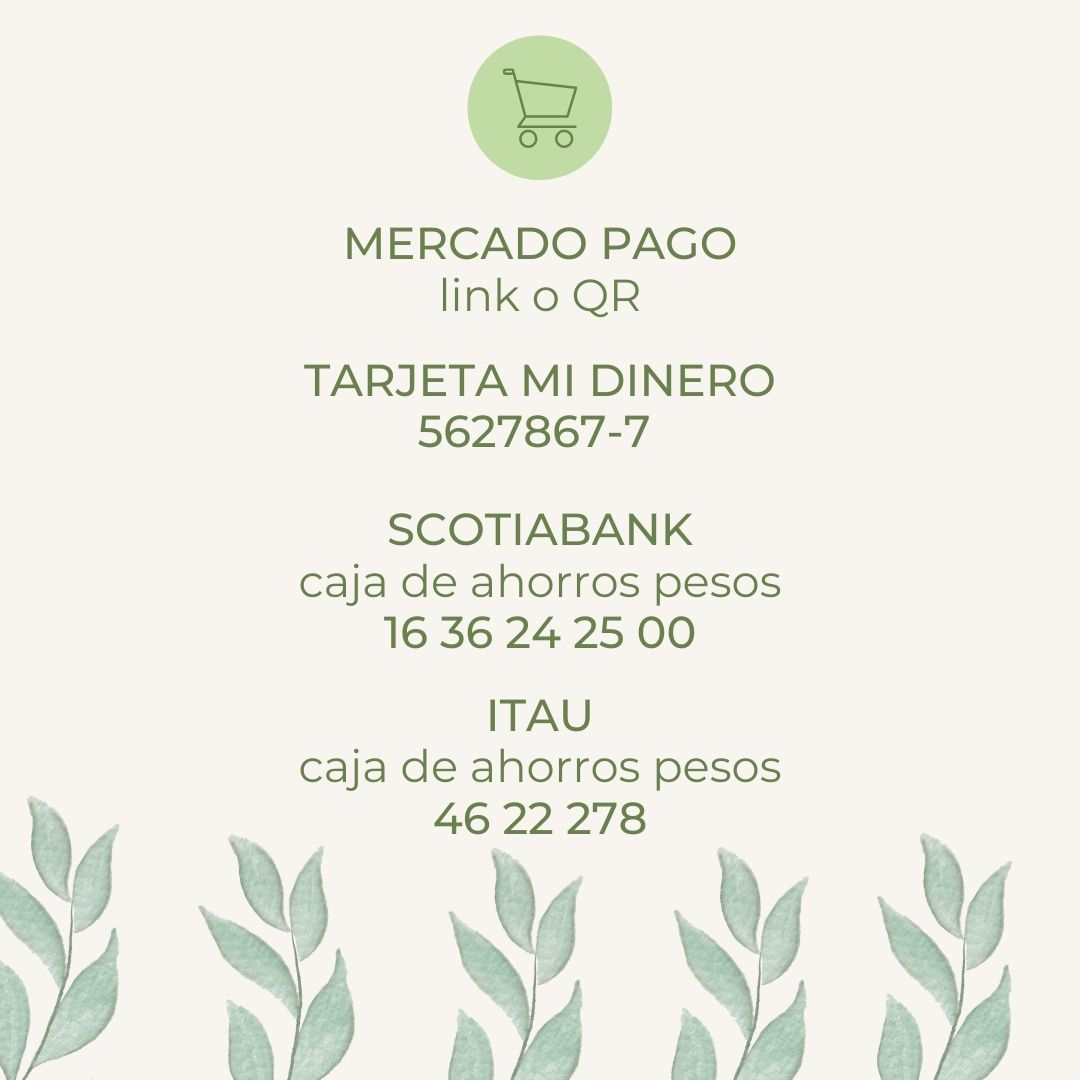 MERCADO PAGO
link o QR
TARJETA MI DINERO
5627867-7
SCOTIABANK
caja de ahorros pesos
16 36 24 25 00
ITAU
caja de ahorros pesos
46 22 278